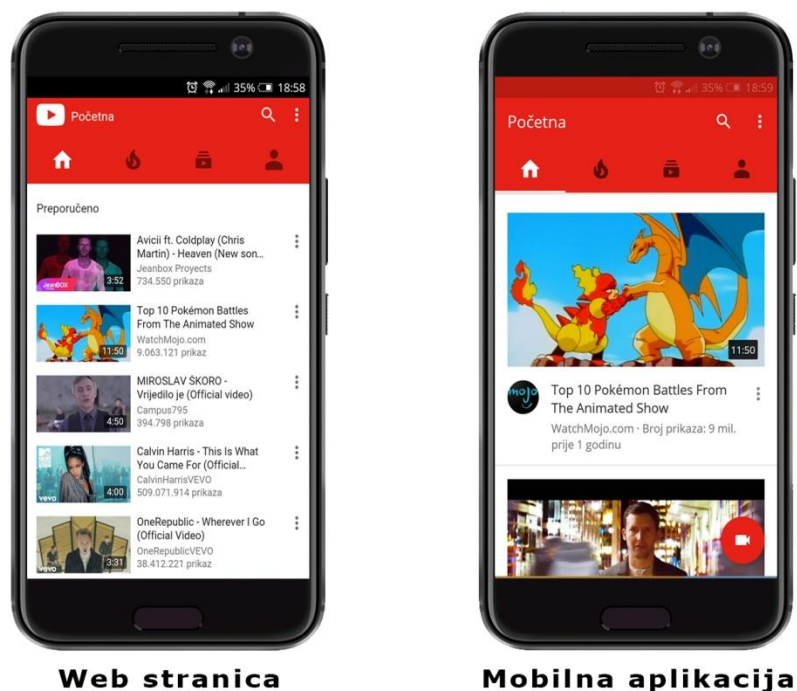 35% 18:58
Početna
Preporučeno
Avicii ft. Coldplay (Chris
Martin) - Heaven (New son...
Jeanbox Proyects
734.550 prikaza
JeanBOX
3:52
Top 10 Pokémon Battles
From The Animated Show
WatchMojo.com
9.063.121 prikaz
11:50
MIROSLAV ŠKORO -
Vrijedilo je (Official video)
Campus795
394.798 prikaza
4:50
Calvin Harris - This Is What
You Came For (Official...
CalvinHarrisVEVO
509.071.914 prikaza
vevo
4:00
OneRepublic - Wherever I Go
(Official Video)
OneRepublicVEVO
38.412.221 prikaz
vevo
3:31
Web stranica
35% 18:59
Početna
11:50
mojo
Top 10 Pokémon Battles From
The Animated Show
WatchMojo.com · Broj prikaza: 9 mil.
prije 1 godinu
Mobilna aplikacija